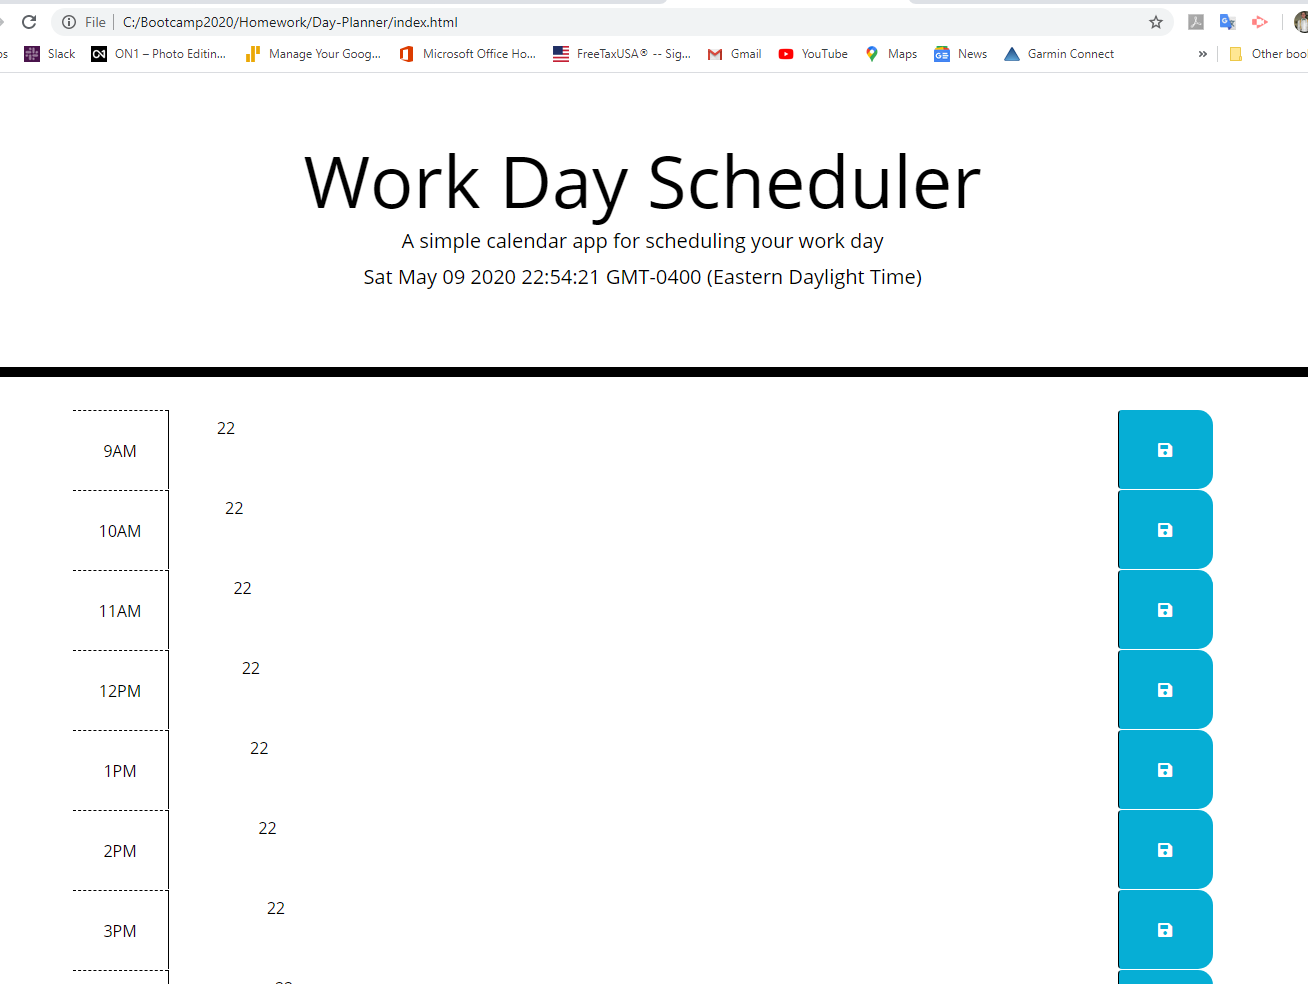 File C:/Bootcamp2020/Homework/Day-Planner/index.html
Slack ON1 – Photo Editin... Manage Your Goog... Microsoft Office Ho... FreeTaxUSA® -- Sig... Gmail YouTube Maps News Garmin Connect » Other boo
Work Day Scheduler
A simple calendar app for scheduling your work day
Sat May 09 2020 22:54:21 GMT-0400 (Eastern Daylight Time)
9AM 22
10AM 22
11AM 22
12PM 22
1PM 22
2PM 22
3PM 22